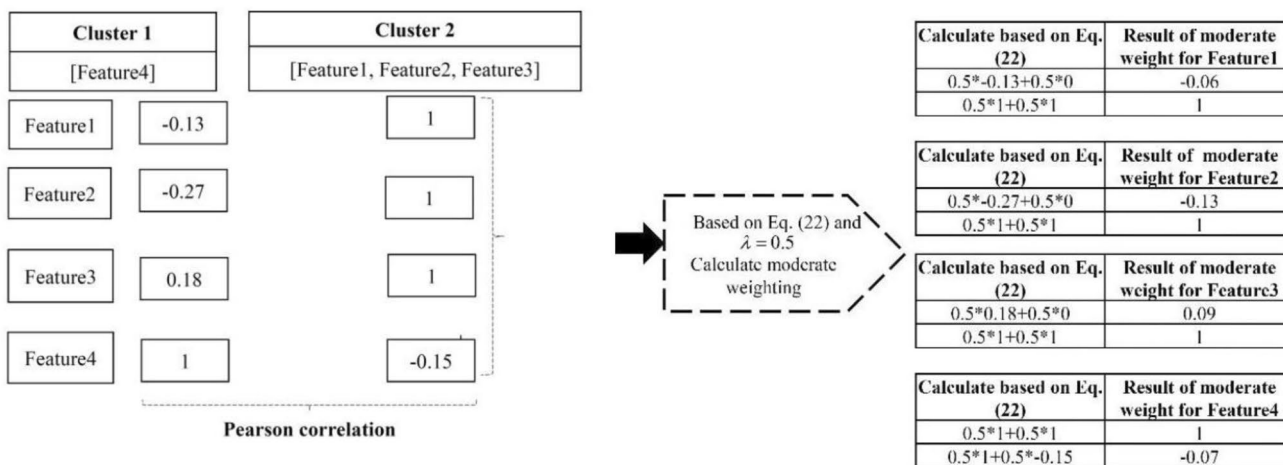 Cluster 1
[Feature4]
Cluster 2
[Feature1, Feature2, Feature3]
Feature1
-0.13
1
Feature2
-0.27
1
Feature3
0.18
1
Feature4
1
-0.15
Pearson correlation
Based on Eq. (22) and
λ = 0.5
Calculate moderate
weighting
Calculate based on Eq. Result of moderate
(22) weight for Feature1
0.5*-0.13+0.5*0 -0.06
0.5*1+0.5*1 1
Calculate based on Eq. Result of moderate
(22) weight for Feature2
0.5*-0.27+0.5*0 -0.13
0.5*1+0.5*1 1
Calculate based on Eq. Result of moderate
(22) weight for Feature3
0.5*0.18+0.5*0 0.09
0.5*1+0.5*1 1
Calculate based on Eq. Result of moderate
(22) weight for Feature4
0.5*1+0.5*1 1
0.5*1+0.5*-0.15 -0.07